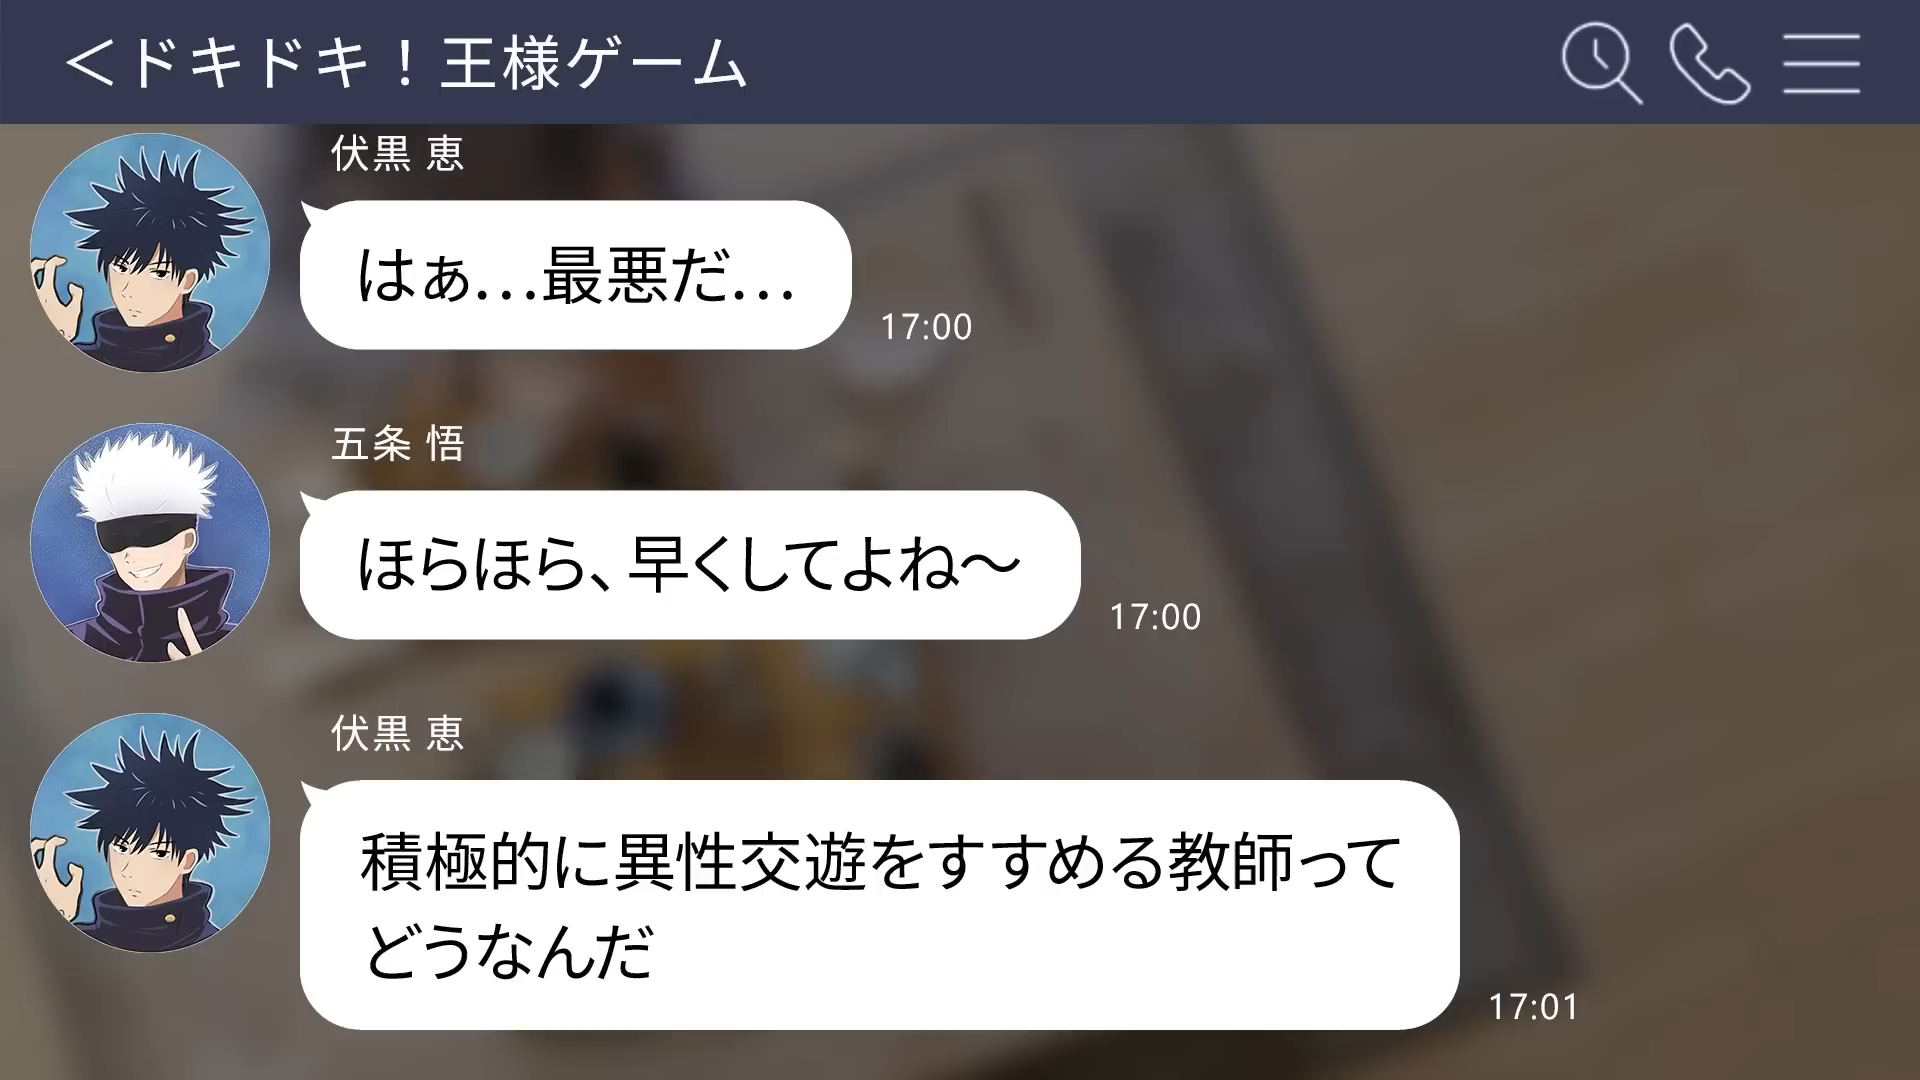 ＜ドキドキ！王様ゲーム
伏黒 恵
はぁ…最悪だ…
17:00
五条 悟
ほらほら、早くしてよね～
17:00
伏黒 恵
積極的に異性交遊をすすめる教師って
どうなんだ
17:01